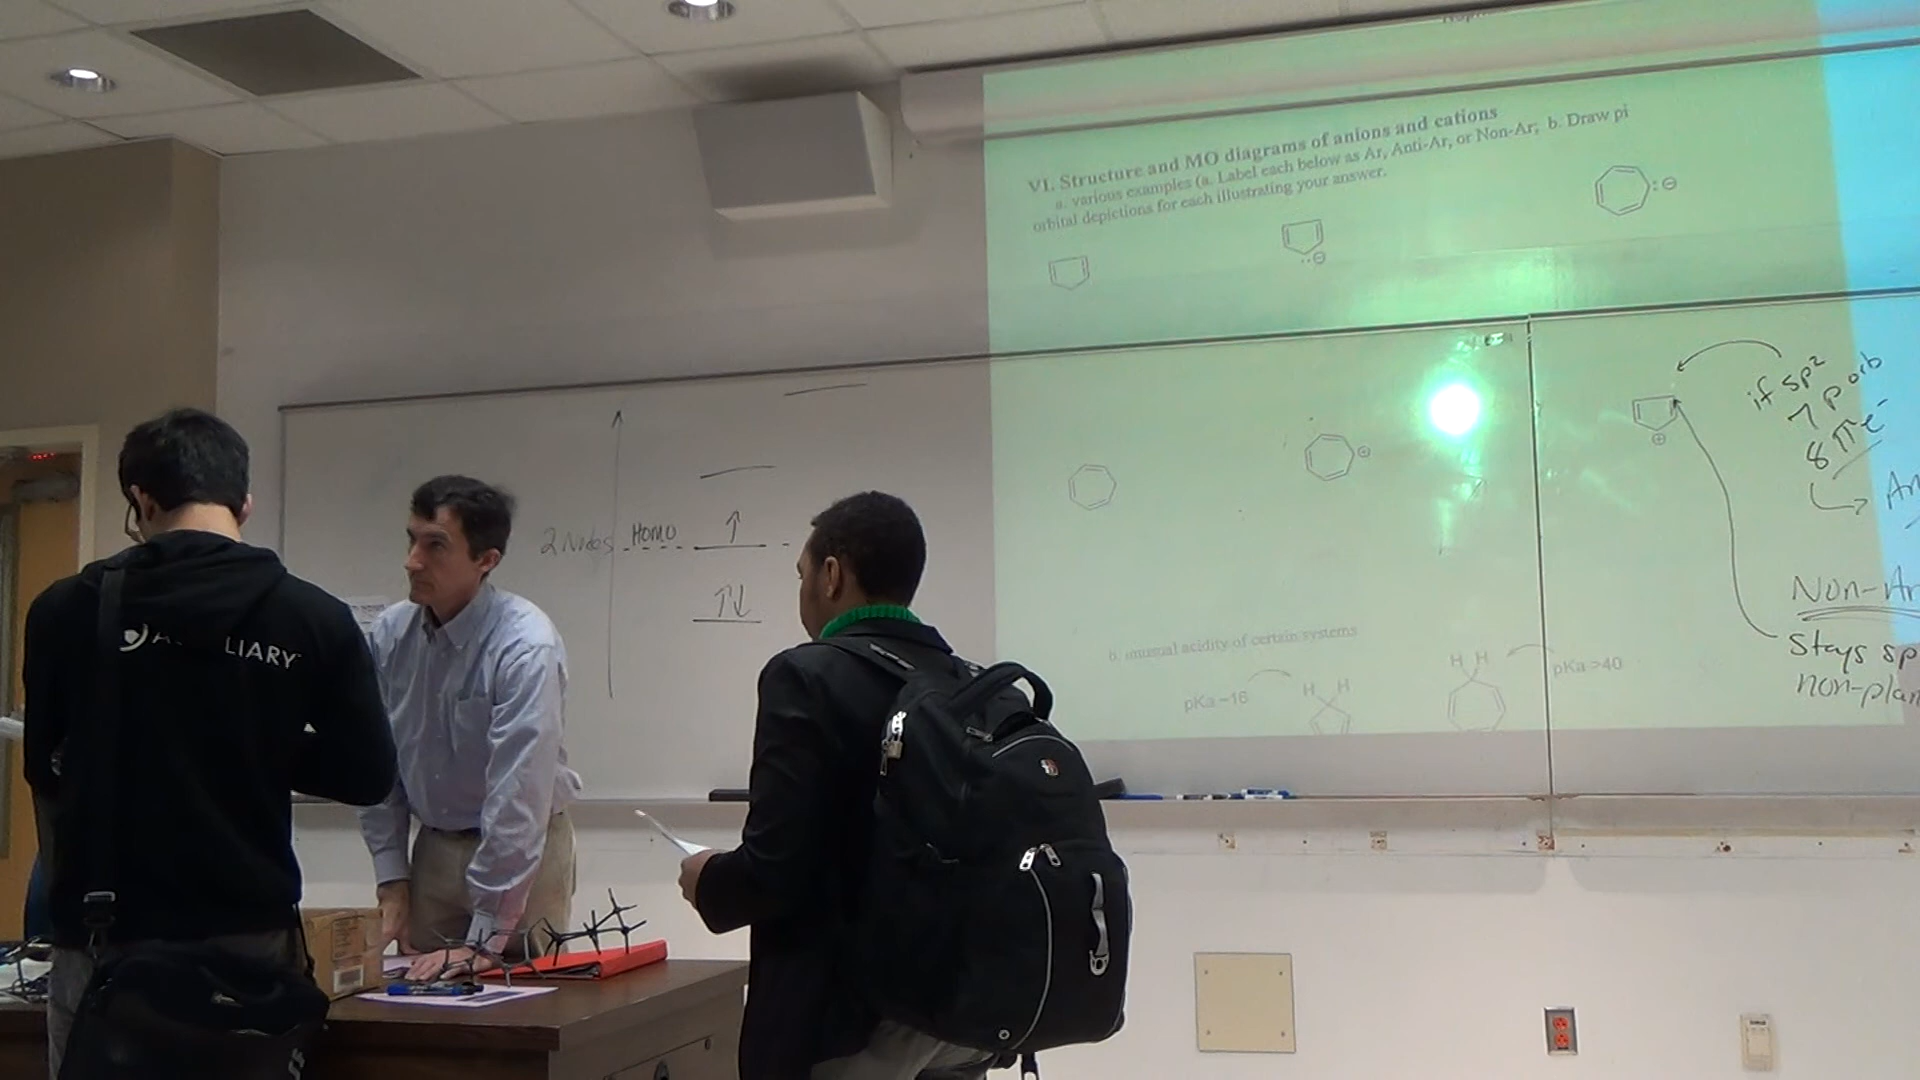 VI. Structure and MO diagrams of anions and cations
a. various examples (a. Label each below as Ar, Anti-Ar, or Non-Ar; b. Draw pi
orbital depictions for each illustrating your answer.
if sp²
7 p orb
8 πe⁻
2 Nodes
HOMO
Non-Ar
Stays sp
non-plan
b. unusual acidity of certain systems
pKa ~16
H H
H H
pKa >40
LIARY